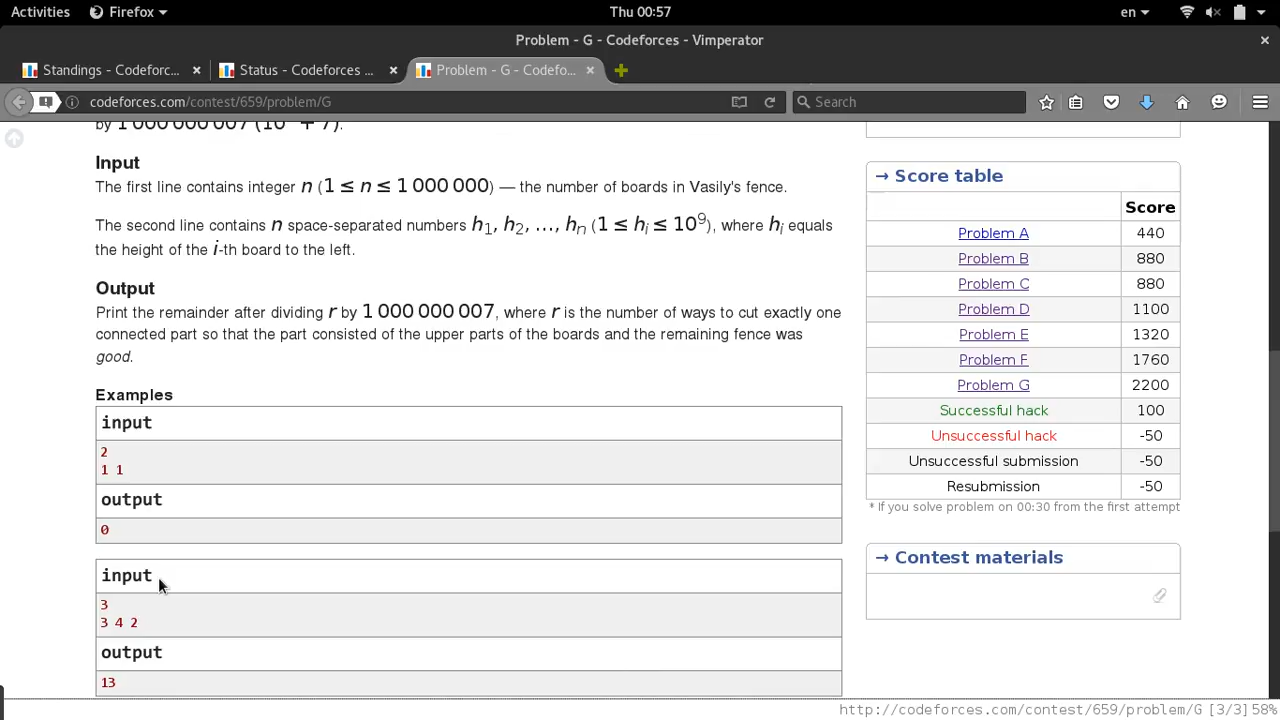 Activities Firefox Thu 00:57 en
Problem - G - Codeforces - Vimperator
Standings - Codeforc... Status - Codeforces ... Problem - G - Codefo...
codeforces.com/contest/659/problem/G Search
by 1 000 000 007 (10⁹ + 7).
Input
The first line contains integer n (1 ≤ n ≤ 1 000 000) — the number of boards in Vasily's fence.
The second line contains n space-separated numbers h1, h2, ..., hn (1 ≤ hi ≤ 10⁹), where hi equals
the height of the i-th board to the left.
Output
Print the remainder after dividing r by 1 000 000 007, where r is the number of ways to cut exactly one
connected part so that the part consisted of the upper parts of the boards and the remaining fence was
good.
Examples
input
2
1 1
output
0
input
3
3 4 2
output
13
→ Score table
Score
Problem A 440
Problem B 880
Problem C 880
Problem D 1100
Problem E 1320
Problem F 1760
Problem G 2200
Successful hack 100
Unsuccessful hack -50
Unsuccessful submission -50
Resubmission -50
* If you solve problem on 00:30 from the first attempt
→ Contest materials
http://codeforces.com/contest/659/problem/G [3/3] 58%